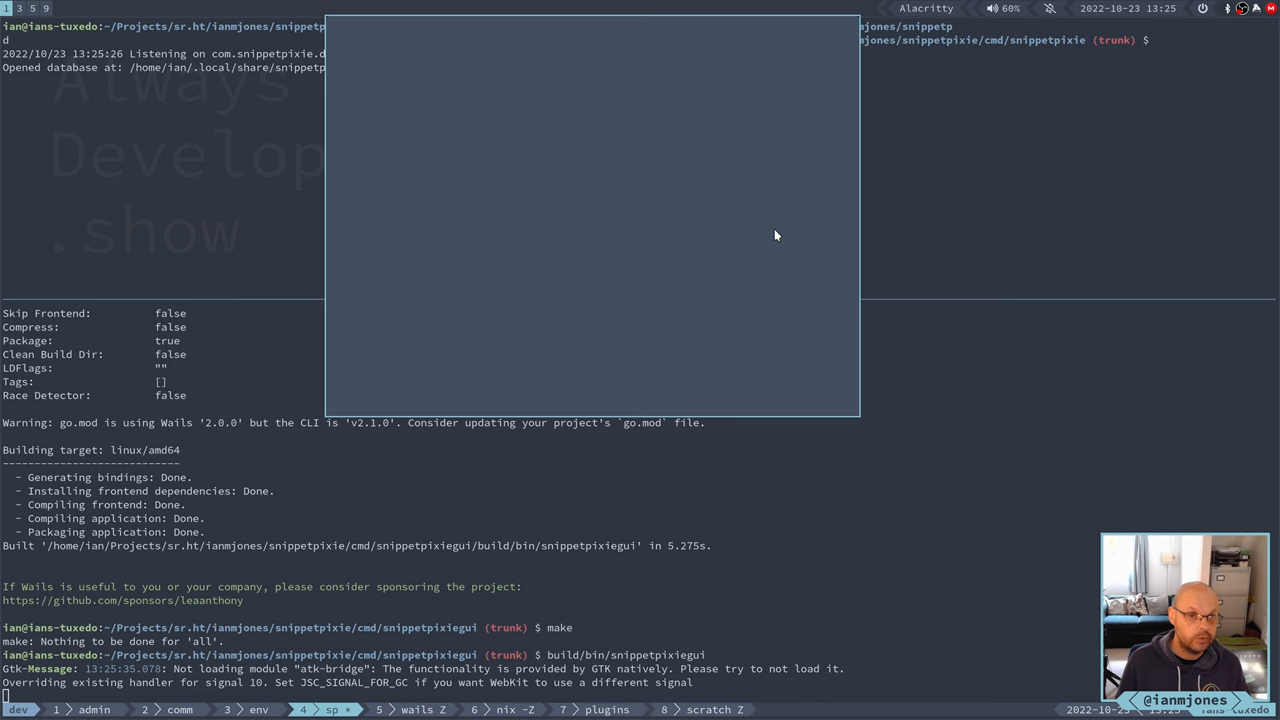 1 3 5 9
Alacritty 60% 2022-10-23 13:25
ian@ians-tuxedo:~/Projects/sr.ht/ianmjones/snippetp
d
2022/10/23 13:25:26 Listening on com.snippetpixie.d
Opened database at: /home/ian/.local/share/snippetp
mjones/snippetp
mjones/snippetpixie/cmd/snippetpixie (trunk) $
Always
Develop
.show
Skip Frontend: false
Compress: false
Package: true
Clean Build Dir: false
LDFlags: ""
Tags: []
Race Detector: false
Warning: go.mod is using Wails '2.0.0' but the CLI is 'v2.1.0'. Consider updating your project's `go.mod` file.
Building target: linux/amd64
---------------------------
- Generating bindings: Done.
- Installing frontend dependencies: Done.
- Compiling frontend: Done.
- Compiling application: Done.
- Packaging application: Done.
Built '/home/ian/Projects/sr.ht/ianmjones/snippetpixie/cmd/snippetpixiegui/build/bin/snippetpixiegui' in 5.275s.
If Wails is useful to you or your company, please consider sponsoring the project:
https://github.com/sponsors/leaanthony
ian@ians-tuxedo:~/Projects/sr.ht/ianmjones/snippetpixie/cmd/snippetpixiegui (trunk) $ make
make: Nothing to be done for 'all'.
ian@ians-tuxedo:~/Projects/sr.ht/ianmjones/snippetpixie/cmd/snippetpixiegui (trunk) $ build/bin/snippetpixiegui
Gtk-Message: 13:25:35.078: Not loading module "atk-bridge": The functionality is provided by GTK natively. Please try to not load it.
Overriding existing handler for signal 10. Set JSC_SIGNAL_FOR_GC if you want WebKit to use a different signal
@ianmjones
dev 1 admin 2 comm 3 env 4 sp * 5 wails Z 6 nix -Z 7 plugins 8 scratch Z 2022-10-23 ians-tuxedo